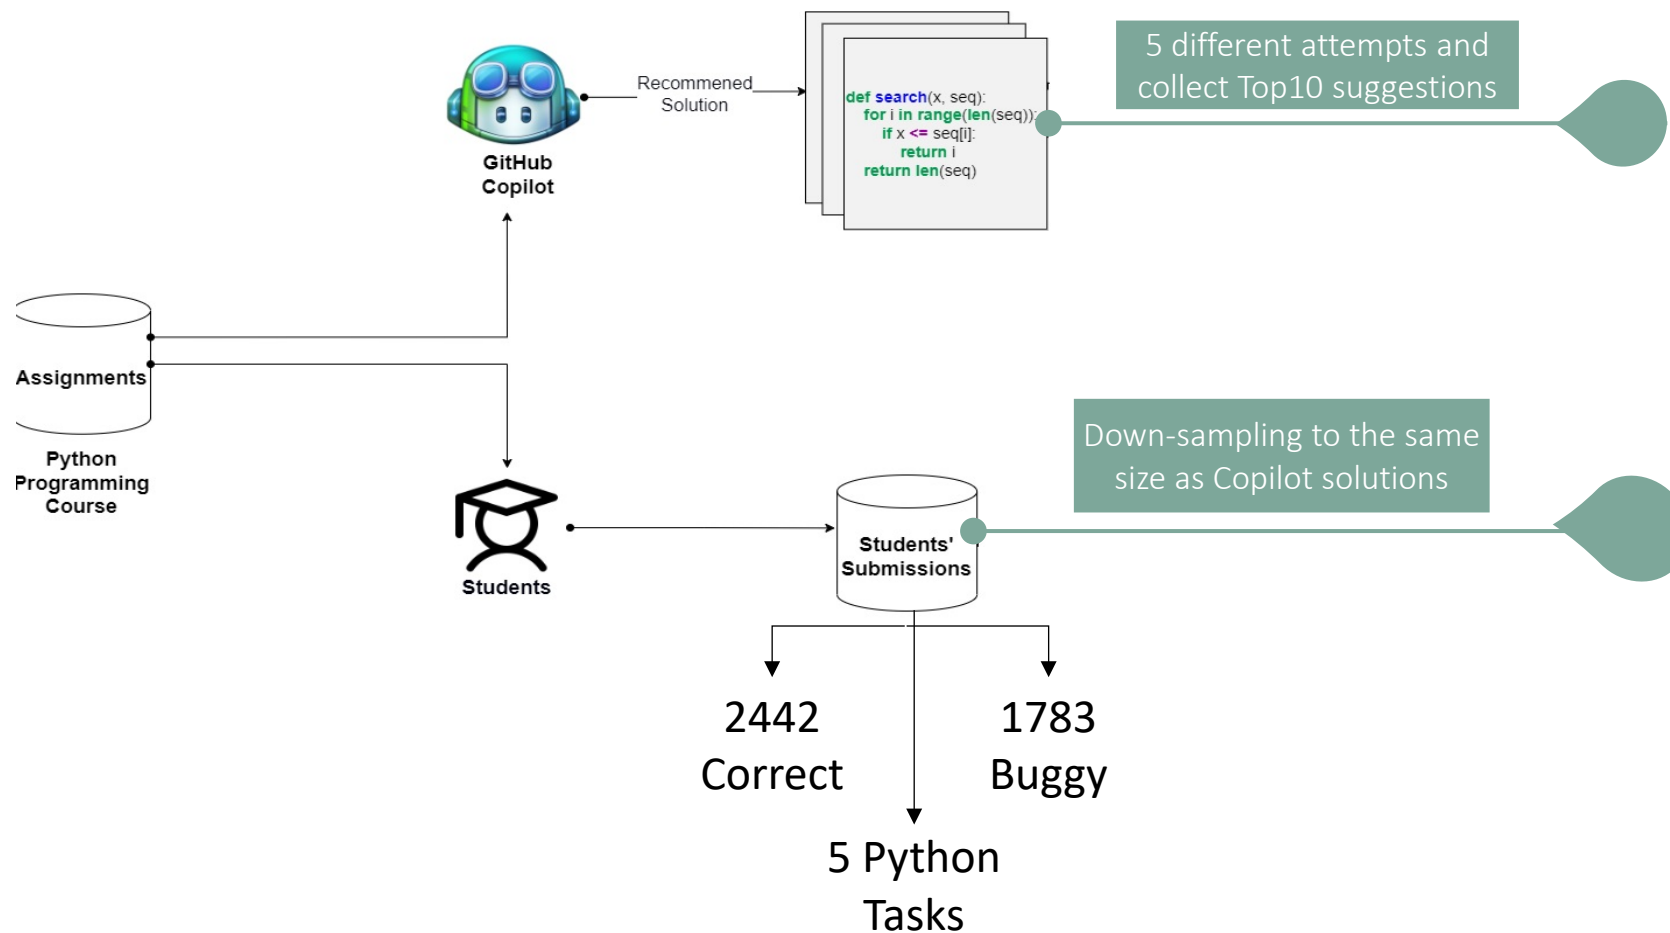 5 different attempts and
collect Top10 suggestions
Recommened
Solution
def search(x, seq):
for i in range(len(seq)):
if x <= seq[i]:
return i
return len(seq)
GitHub
Copilot
Assignments
Python
Programming
Course
Down-sampling to the same
size as Copilot solutions
Students'
Submissions
Students
2442
Correct
1783
Buggy
5 Python
Tasks